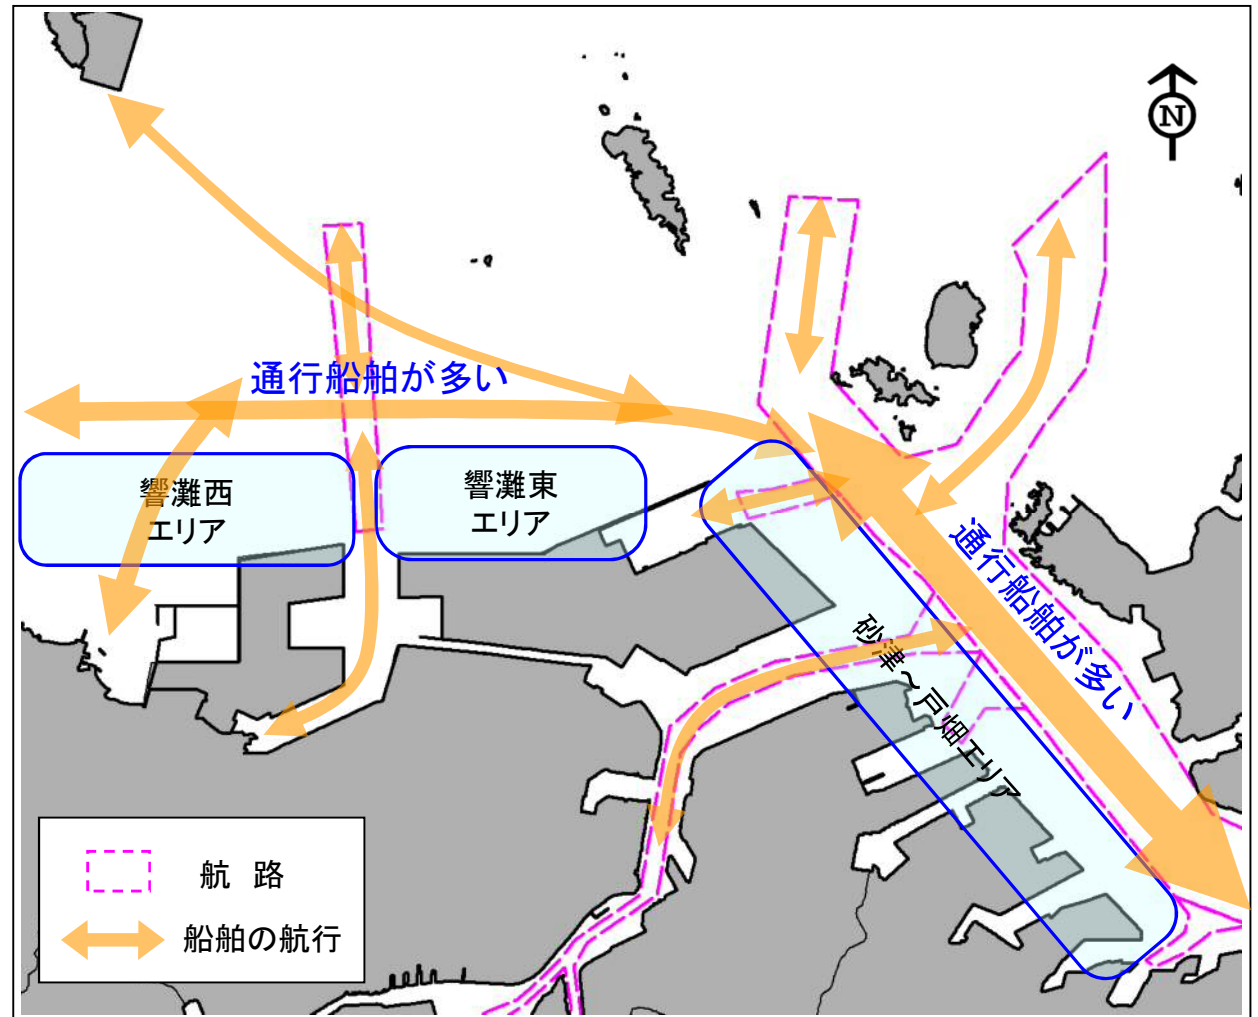 N
通行船舶が多い
響灘西
エリア
響灘東
エリア
通行船舶が多い
砂津～戸畑エリア
航　路
船舶の航行